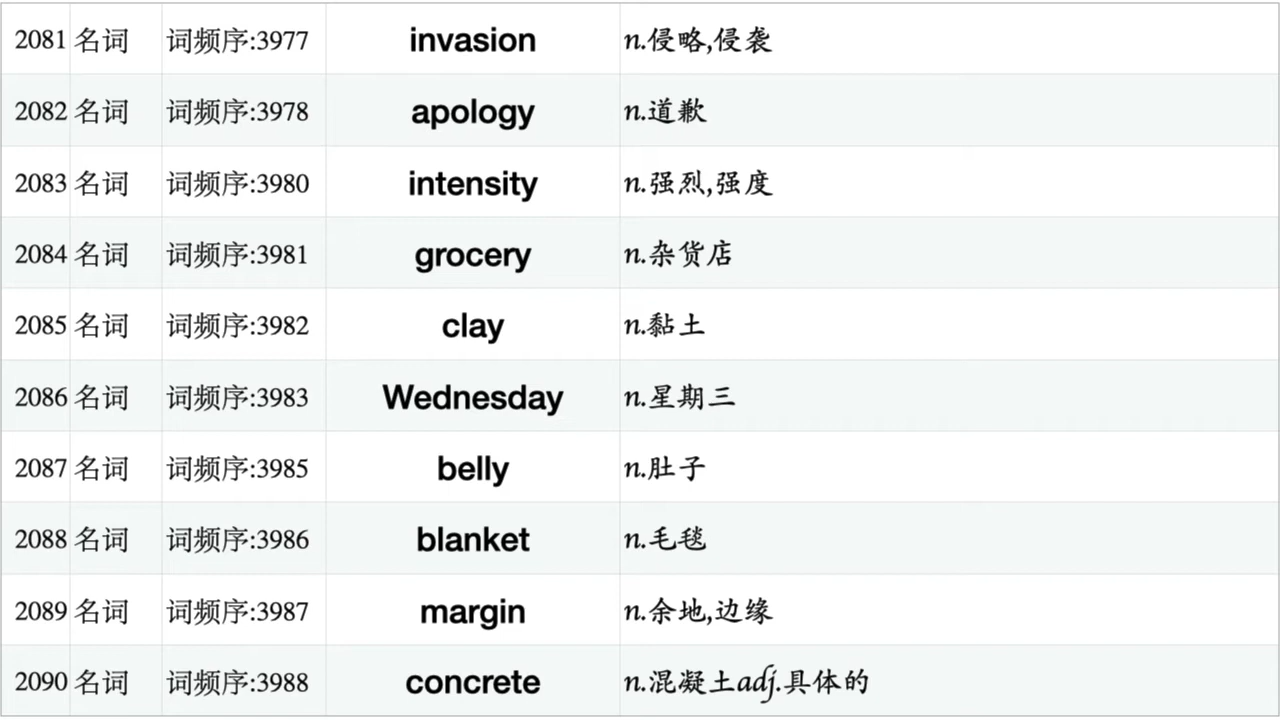 2081 名词 词频序:3977 invasion n.侵略,侵袭
2082 名词 词频序:3978 apology n.道歉
2083 名词 词频序:3980 intensity n.强烈,强度
2084 名词 词频序:3981 grocery n.杂货店
2085 名词 词频序:3982 clay n.黏土
2086 名词 词频序:3983 Wednesday n.星期三
2087 名词 词频序:3985 belly n.肚子
2088 名词 词频序:3986 blanket n.毛毯
2089 名词 词频序:3987 margin n.余地,边缘
2090 名词 词频序:3988 concrete n.混凝土adj.具体的